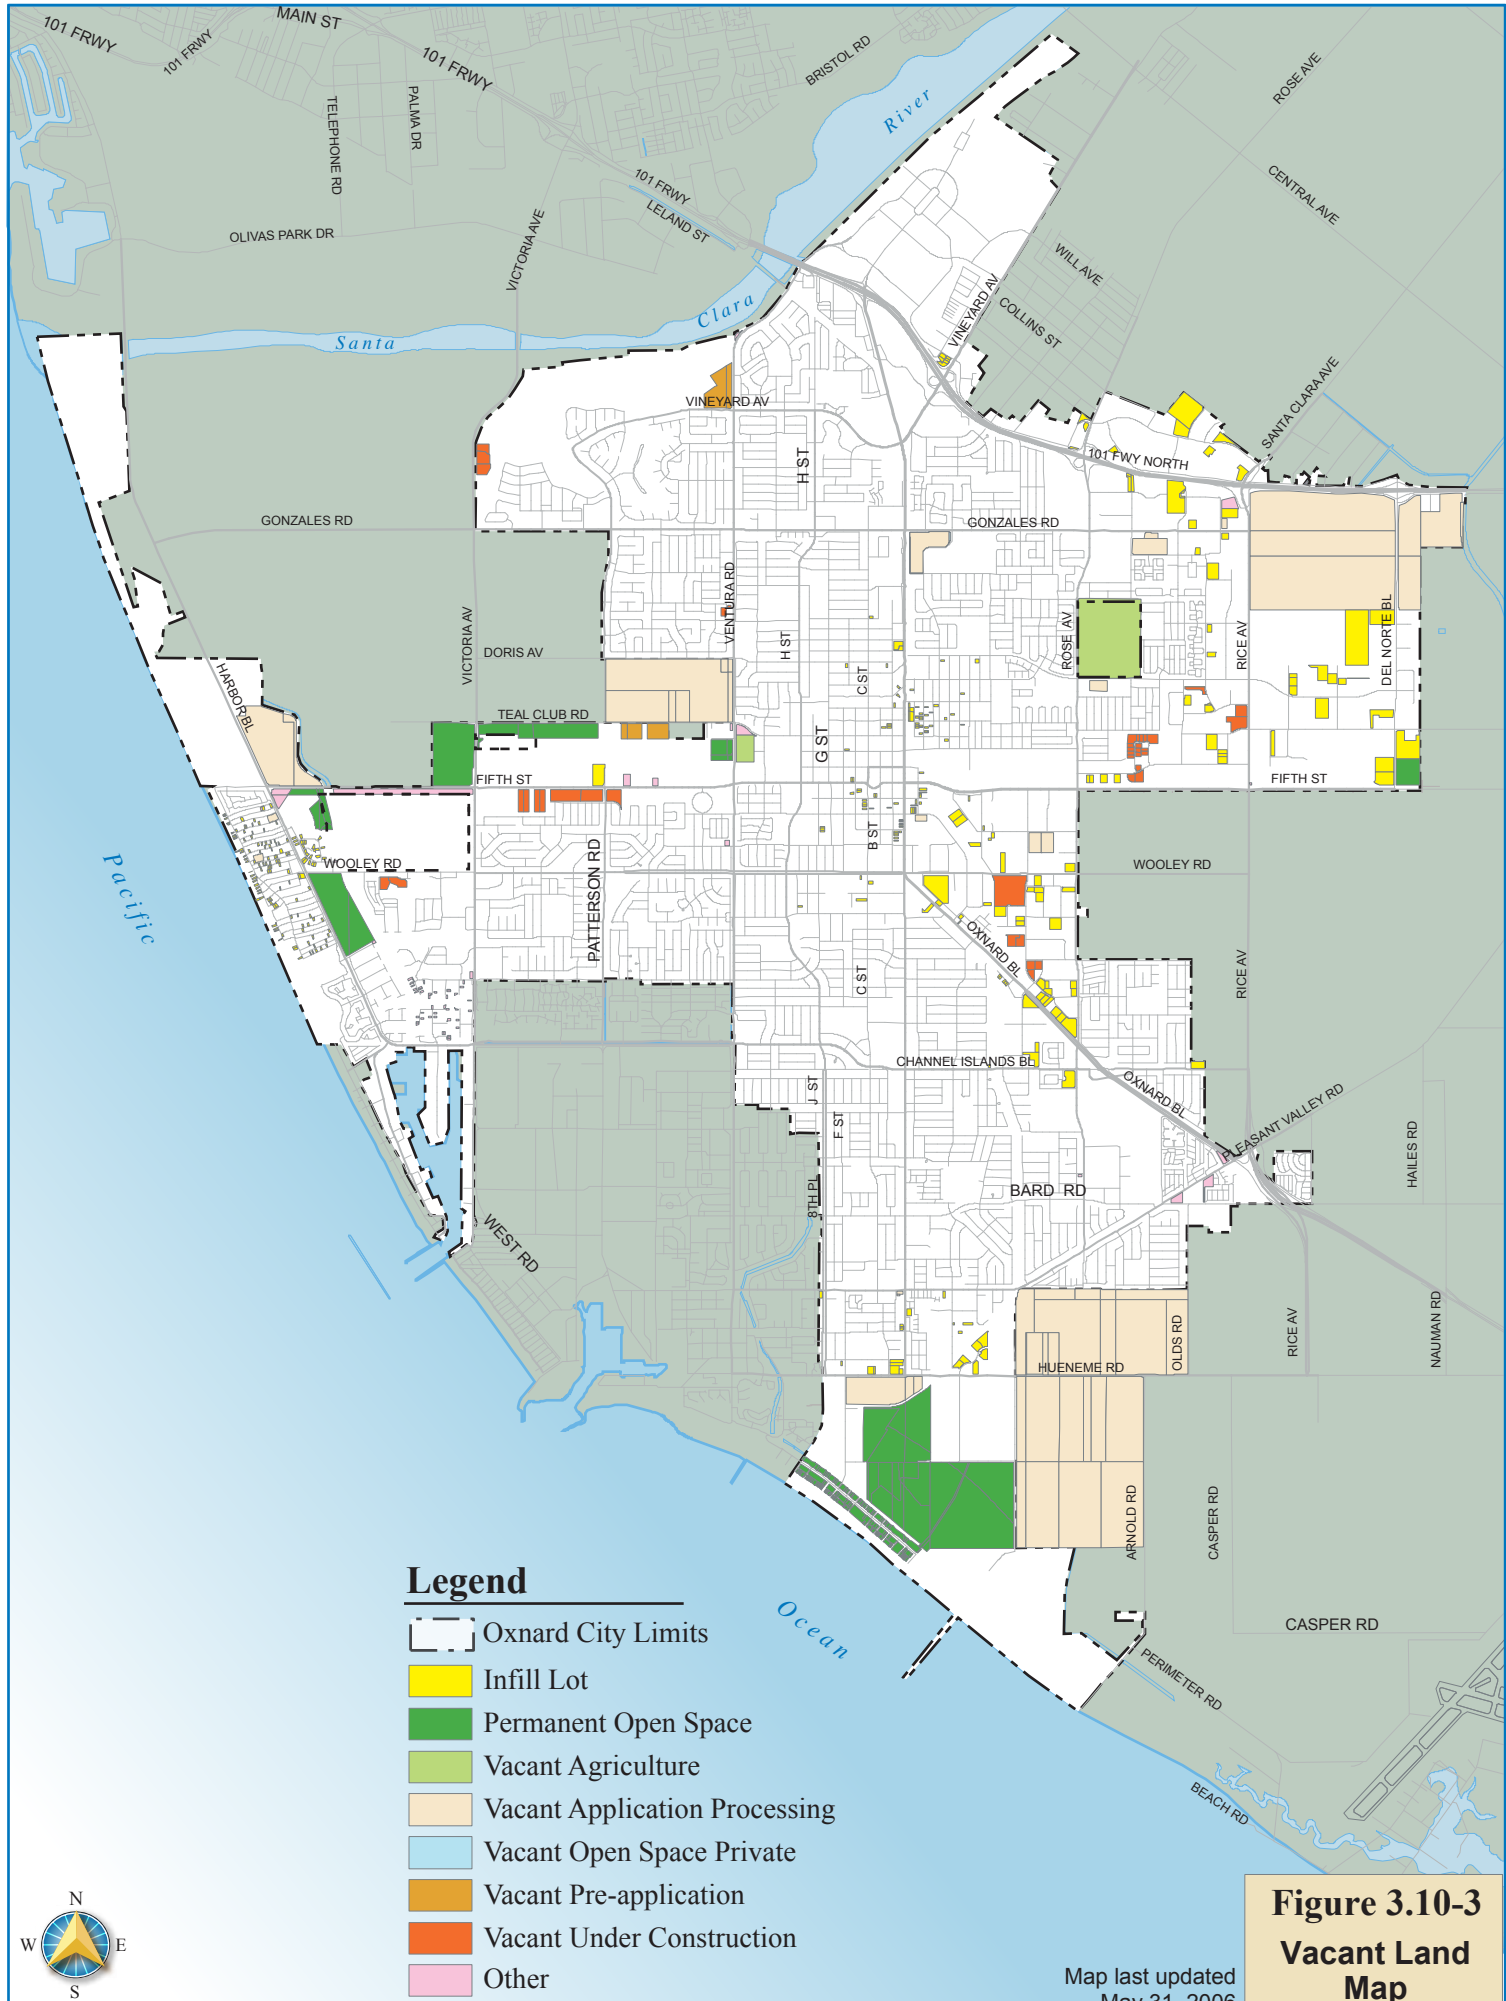 101 FRWY
101 FRWY
MAIN ST
101 FRWY
BRISTOL RD
TELEPHONE RD
PALMA DR
River
ROSE AVE
CENTRAL AVE
101 FRWY
LELAND ST
OLIVAS PARK DR
VICTORIA AVE
WILL AVE
COLLINS ST
VINEYARD AV
Santa
Clara
SANTA CLARA AVE
VINEYARD AV
H ST
101 FWY NORTH
GONZALES RD
GONZALES RD
VENTURA RD
H ST
C ST
ROSE AV
RICE AV
DEL NORTE BL
VICTORIA AV
DORIS AV
HARBOR BL
TEAL CLUB RD
G ST
FIFTH ST
FIFTH ST
B ST
WOOLEY RD
WOOLEY RD
PATTERSON RD
Pacific
OXNARD BL
C ST
RICE AV
CHANNEL ISLANDS BL
OXNARD BL
J ST
F ST
PLEASANT VALLEY RD
HAILES RD
8TH PL
BARD RD
WEST RD
OLDS RD
RICE AV
NAUMAN RD
HUENEME RD
ARNOLD RD
CASPER RD
Ocean
CASPER RD
PERIMETER RD
BEACH RD
Legend
Oxnard City Limits
Infill Lot
Permanent Open Space
Vacant Agriculture
Vacant Application Processing
Vacant Open Space Private
Vacant Pre-application
Vacant Under Construction
Other
N
W E
S
Map last updated
May 31, 2006
Figure 3.10-3
Vacant Land
Map